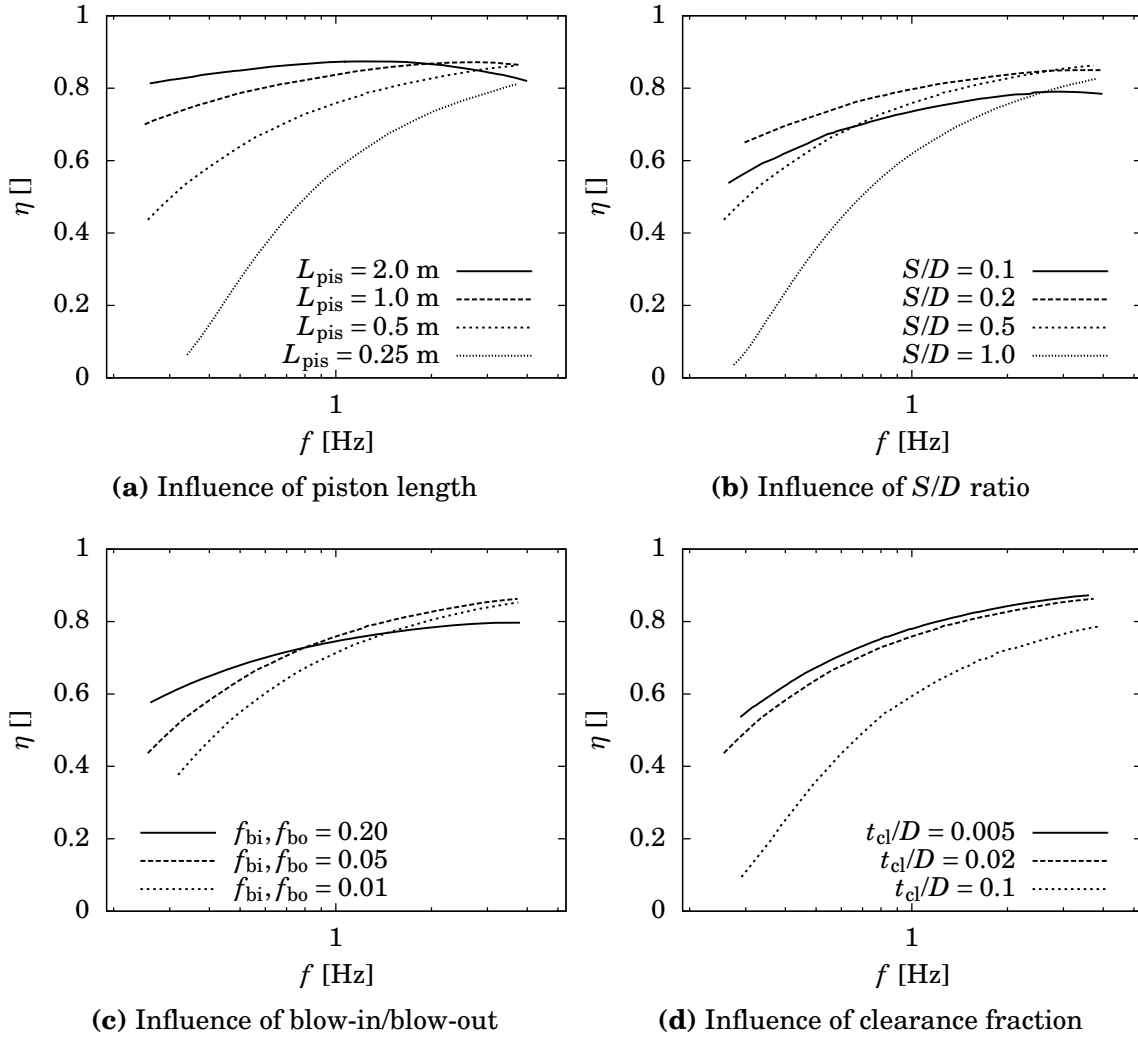 1
0.8
0.6
0.4
0.2
0
η []
L_pis = 2.0 m
L_pis = 1.0 m
L_pis = 0.5 m
L_pis = 0.25 m
1
f [Hz]
(a) Influence of piston length
1
0.8
0.6
0.4
0.2
0
η []
S/D = 0.1
S/D = 0.2
S/D = 0.5
S/D = 1.0
1
f [Hz]
(b) Influence of S/D ratio
1
0.8
0.6
0.4
0.2
0
η []
f_bi, f_bo = 0.20
f_bi, f_bo = 0.05
f_bi, f_bo = 0.01
1
f [Hz]
(c) Influence of blow-in/blow-out
1
0.8
0.6
0.4
0.2
0
η []
t_cl/D = 0.005
t_cl/D = 0.02
t_cl/D = 0.1
1
f [Hz]
(d) Influence of clearance fraction